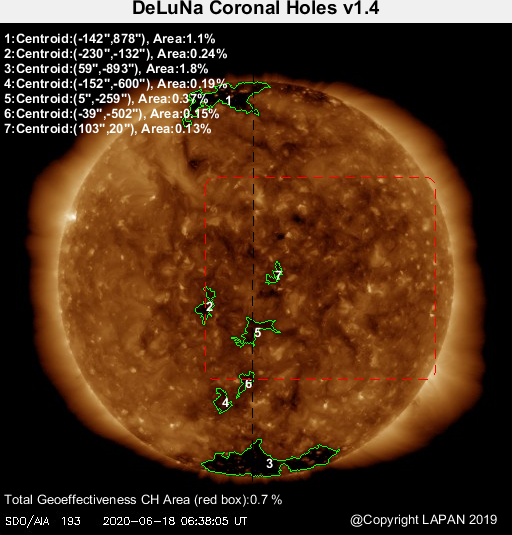 DeLuNa Coronal Holes v1.4
1:Centroid:(-142",878"), Area:1.1%
2:Centroid:(-230",-132"), Area:0.24%
3:Centroid:(59",-893"), Area:1.8%
4:Centroid:(-152",-600"), Area:0.19%
5:Centroid:(5",-259"), Area:0.37%
6:Centroid:(-39",-502"), Area:0.15%
7:Centroid:(103",20"), Area:0.13%
1
7
2
5
6
4
3
Total Geoeffectiveness CH Area (red box):0.7 %
SDO/AIA 193 2020-06-18 06:38:05 UT
@Copyright LAPAN 2019